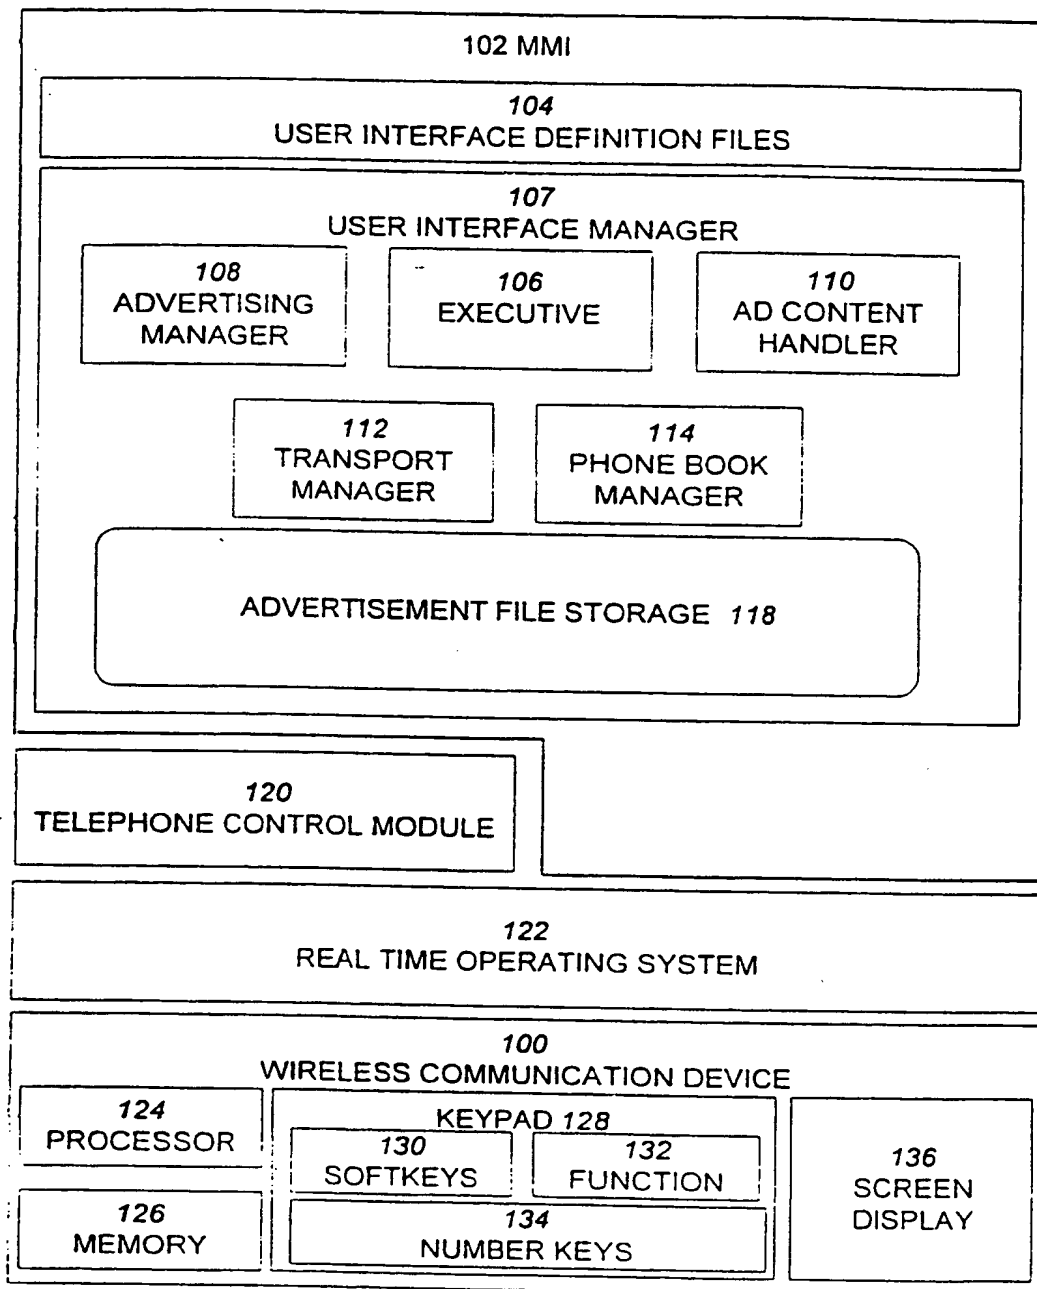 102 MMI
104
USER INTERFACE DEFINITION FILES
107
USER INTERFACE MANAGER
108
ADVERTISING
MANAGER
106
EXECUTIVE
110
AD CONTENT
HANDLER
112
TRANSPORT
MANAGER
114
PHONE BOOK
MANAGER
ADVERTISEMENT FILE STORAGE 118
120
TELEPHONE CONTROL MODULE
122
REAL TIME OPERATING SYSTEM
100
WIRELESS COMMUNICATION DEVICE
124
PROCESSOR
126
MEMORY
KEYPAD 128
130
SOFTKEYS
132
FUNCTION
134
NUMBER KEYS
136
SCREEN
DISPLAY